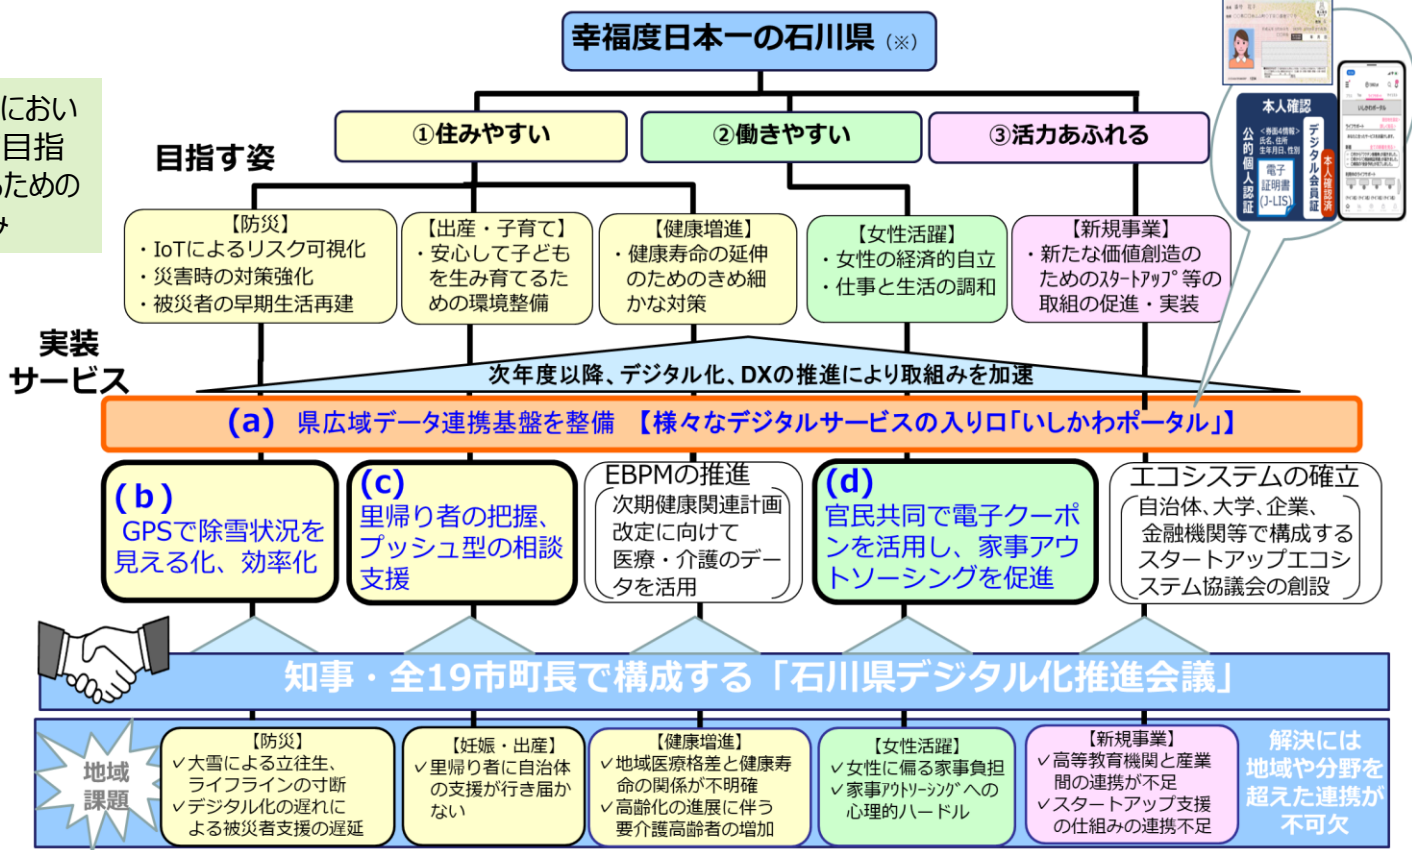 幸福度日本一の石川県（※）
におい
目指
るための
み
目指す姿
①住みやすい
②働きやすい
③活力あふれる
本人確認
公的個人認証
<券面4情報>
氏名、住所
生年月日、性別
電子
証明書
(J-LIS)
デジタル会員証
本人確認済
いしかわポータル
【防災】
・IoTによるリスク可視化
・災害時の対策強化
・被災者の早期生活再建
【出産・子育て】
・安心して子ども
を生み育てるた
めの環境整備
【健康増進】
・健康寿命の延伸
のためのきめ細
かな対策
【女性活躍】
・女性の経済的自立
・仕事と生活の調和
【新規事業】
・新たな価値創造の
ためのｽﾀｰﾄｱｯﾌﾟ等の
取組の促進・実装
実装
サービス
次年度以降、デジタル化、DXの推進により取組みを加速
(a) 県広域データ連携基盤を整備 【様々なデジタルサービスの入り口「いしかわポータル」】
(b)
GPSで除雪状況を
見える化、効率化
(c)
里帰り者の把握、
プッシュ型の相談
支援
EBPMの推進
次期健康関連計画
改定に向けて
医療・介護のデー
タを活用
(d)
官民共同で電子クーポ
ンを活用し、家事アウ
トソーシングを促進
エコシステムの確立
自治体、大学、企業、
金融機関等で構成する
スタートアップエコシ
ステム協議会の創設
知事・全19市町長で構成する「石川県デジタル化推進会議」
地域
課題
【防災】
✓大雪による立往生、
ライフラインの寸断
✓デジタル化の遅れに
よる被災者支援の遅延
【妊娠・出産】
✓里帰り者に自治体
の支援が行き届か
ない
【健康増進】
✓地域医療格差と健康寿
命の関係が不明確
✓高齢化の進展に伴う
要介護高齢者の増加
【女性活躍】
✓女性に偏る家事負担
✓家事ｱｳﾄｿｰｼﾝｸﾞへの
心理的ハードル
【新規事業】
✓高等教育機関と産業
間の連携が不足
✓スタートアップ支援
の仕組みの連携不足
解決には
地域や分野を
超えた連携が
不可欠